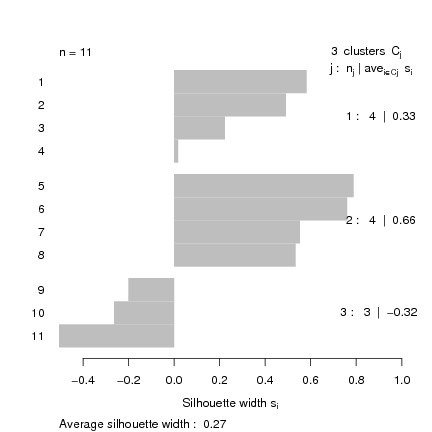 n = 11 3 clusters Cj
j : nj | avei∈Cj si
1
2
3 1 : 4 | 0.33
4
5
6
2 : 4 | 0.66
7
8
9
10 3 : 3 | −0.32
11
−0.4 −0.2 0.0 0.2 0.4 0.6 0.8 1.0
Silhouette width si
Average silhouette width : 0.27